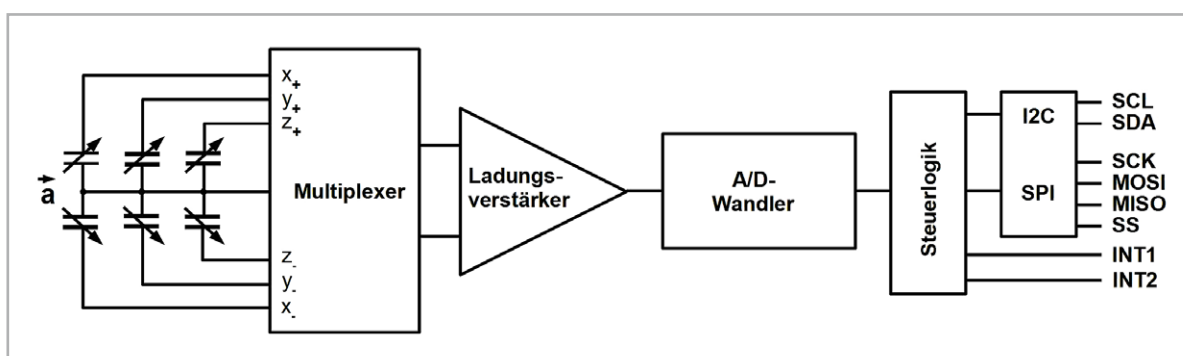 x+
y+
z+
a
Multiplexer
z-
y-
x-
Ladungs-
verstärker
A/D-
Wandler
Steuerlogik
I2C
SPI
SCL
SDA
SCK
MOSI
MISO
SS
INT1
INT2